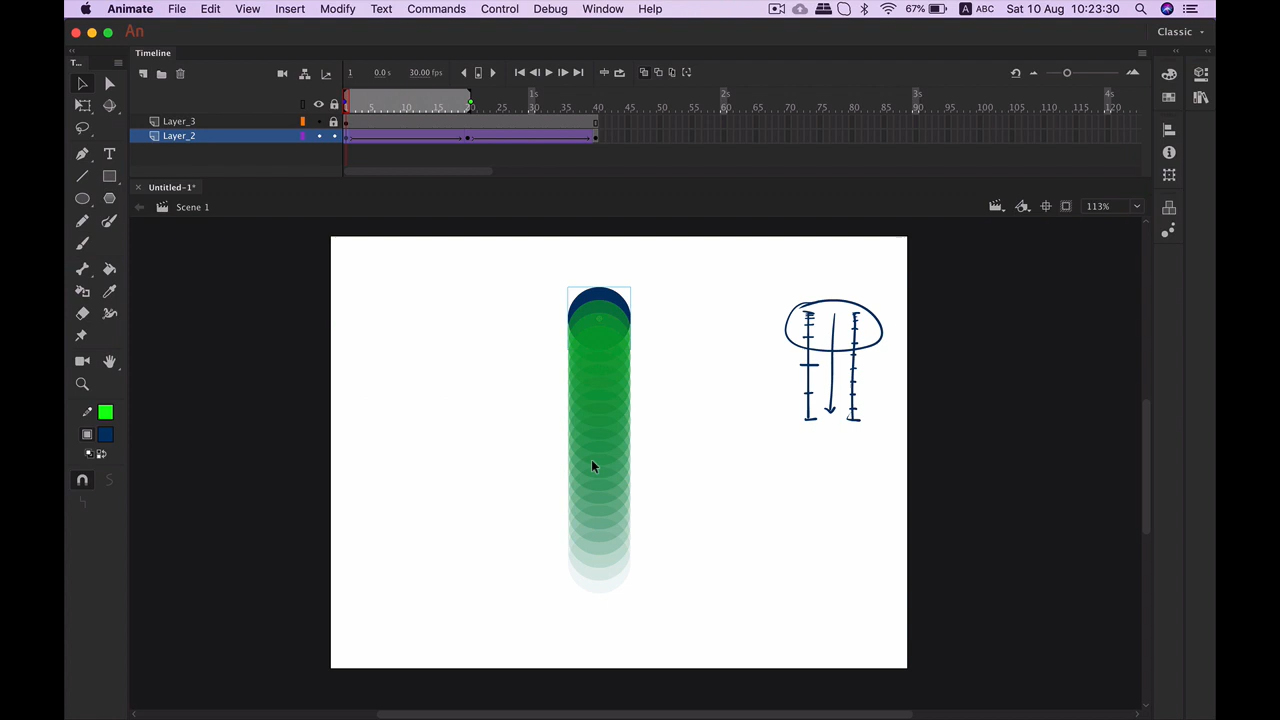 Animate File Edit View Insert Modify Text Commands Control Debug Window Help 67% A ABC Sat 10 Aug 10:23:30
An Classic
Timeline
T...
1 0.0 s 30.00 fps
1s 2s 3s 4s
5 10 15 20 25 30 35 40 45 50 55 60 65 70 75 80 85 90 95 100 105 110
Layer_3
Layer_2
Untitled-1*
Scene 1 113%